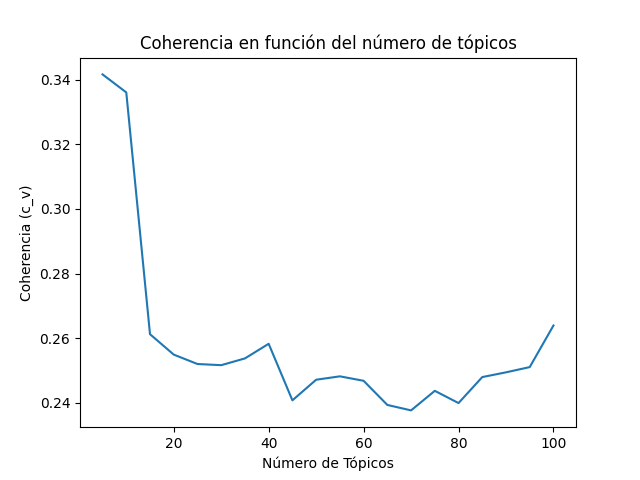 Coherencia en función del número de tópicos
Coherencia (c_v)
0.34
0.32
0.30
0.28
0.26
0.24
20 40 60 80 100
Número de Tópicos